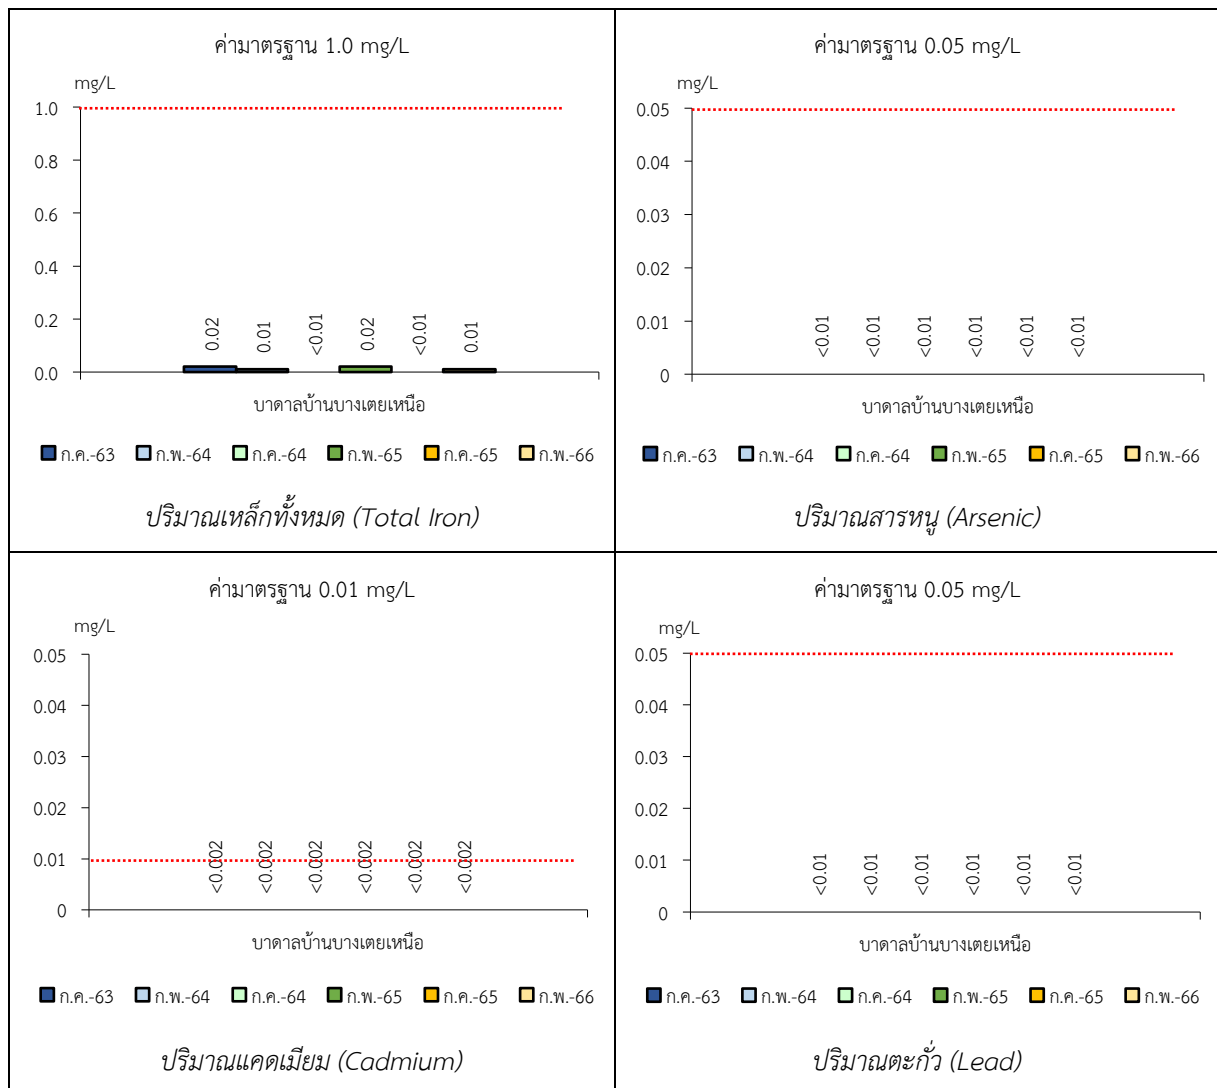 ค่ามาตรฐาน 1.0 mg/L
mg/L
1.0
0.8
0.6
0.4
0.2
0.0
0.02 0.01 <0.01 0.02 <0.01 0.01
บาดาลบ้านบางเตยเหนือ
ก.ค.-63 ก.พ.-64 ก.ค.-64 ก.พ.-65 ก.ค.-65 ก.พ.-66
ปริมาณเหล็กทั้งหมด (Total Iron)
ค่ามาตรฐาน 0.05 mg/L
mg/L
0.05
0.04
0.03
0.02
0.01
0
<0.01 <0.01 <0.01 <0.01 <0.01 <0.01
บาดาลบ้านบางเตยเหนือ
ก.ค.-63 ก.พ.-64 ก.ค.-64 ก.พ.-65 ก.ค.-65 ก.พ.-66
ปริมาณสารหนู (Arsenic)
ค่ามาตรฐาน 0.01 mg/L
mg/L
0.05
0.04
0.03
0.02
0.01
0
<0.002 <0.002 <0.002 <0.002 <0.002 <0.002
บาดาลบ้านบางเตยเหนือ
ก.ค.-63 ก.พ.-64 ก.ค.-64 ก.พ.-65 ก.ค.-65 ก.พ.-66
ปริมาณแคดเมียม (Cadmium)
ค่ามาตรฐาน 0.05 mg/L
mg/L
0.05
0.04
0.03
0.02
0.01
0
<0.01 <0.01 <0.01 <0.01 <0.01 <0.01
บาดาลบ้านบางเตยเหนือ
ก.ค.-63 ก.พ.-64 ก.ค.-64 ก.พ.-65 ก.ค.-65 ก.พ.-66
ปริมาณตะกั่ว (Lead)